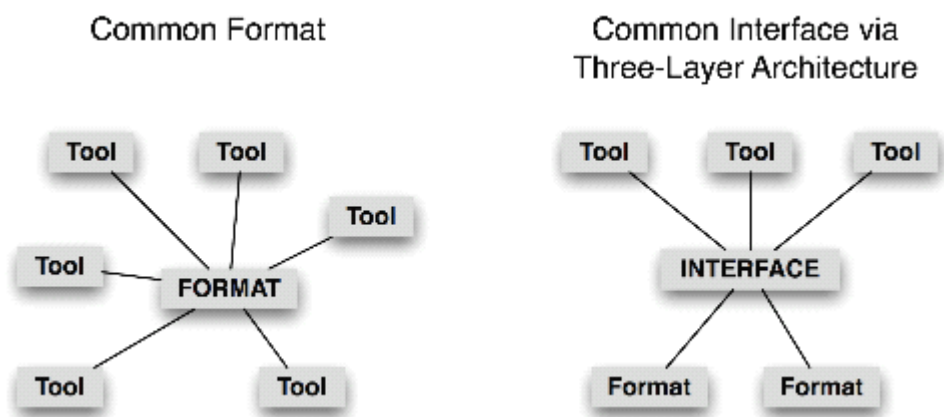 Common Format
Common Interface via
Three-Layer Architecture
Tool
Tool
Tool
Tool
FORMAT
Tool
Tool
Tool
Tool
Tool
INTERFACE
Format
Format